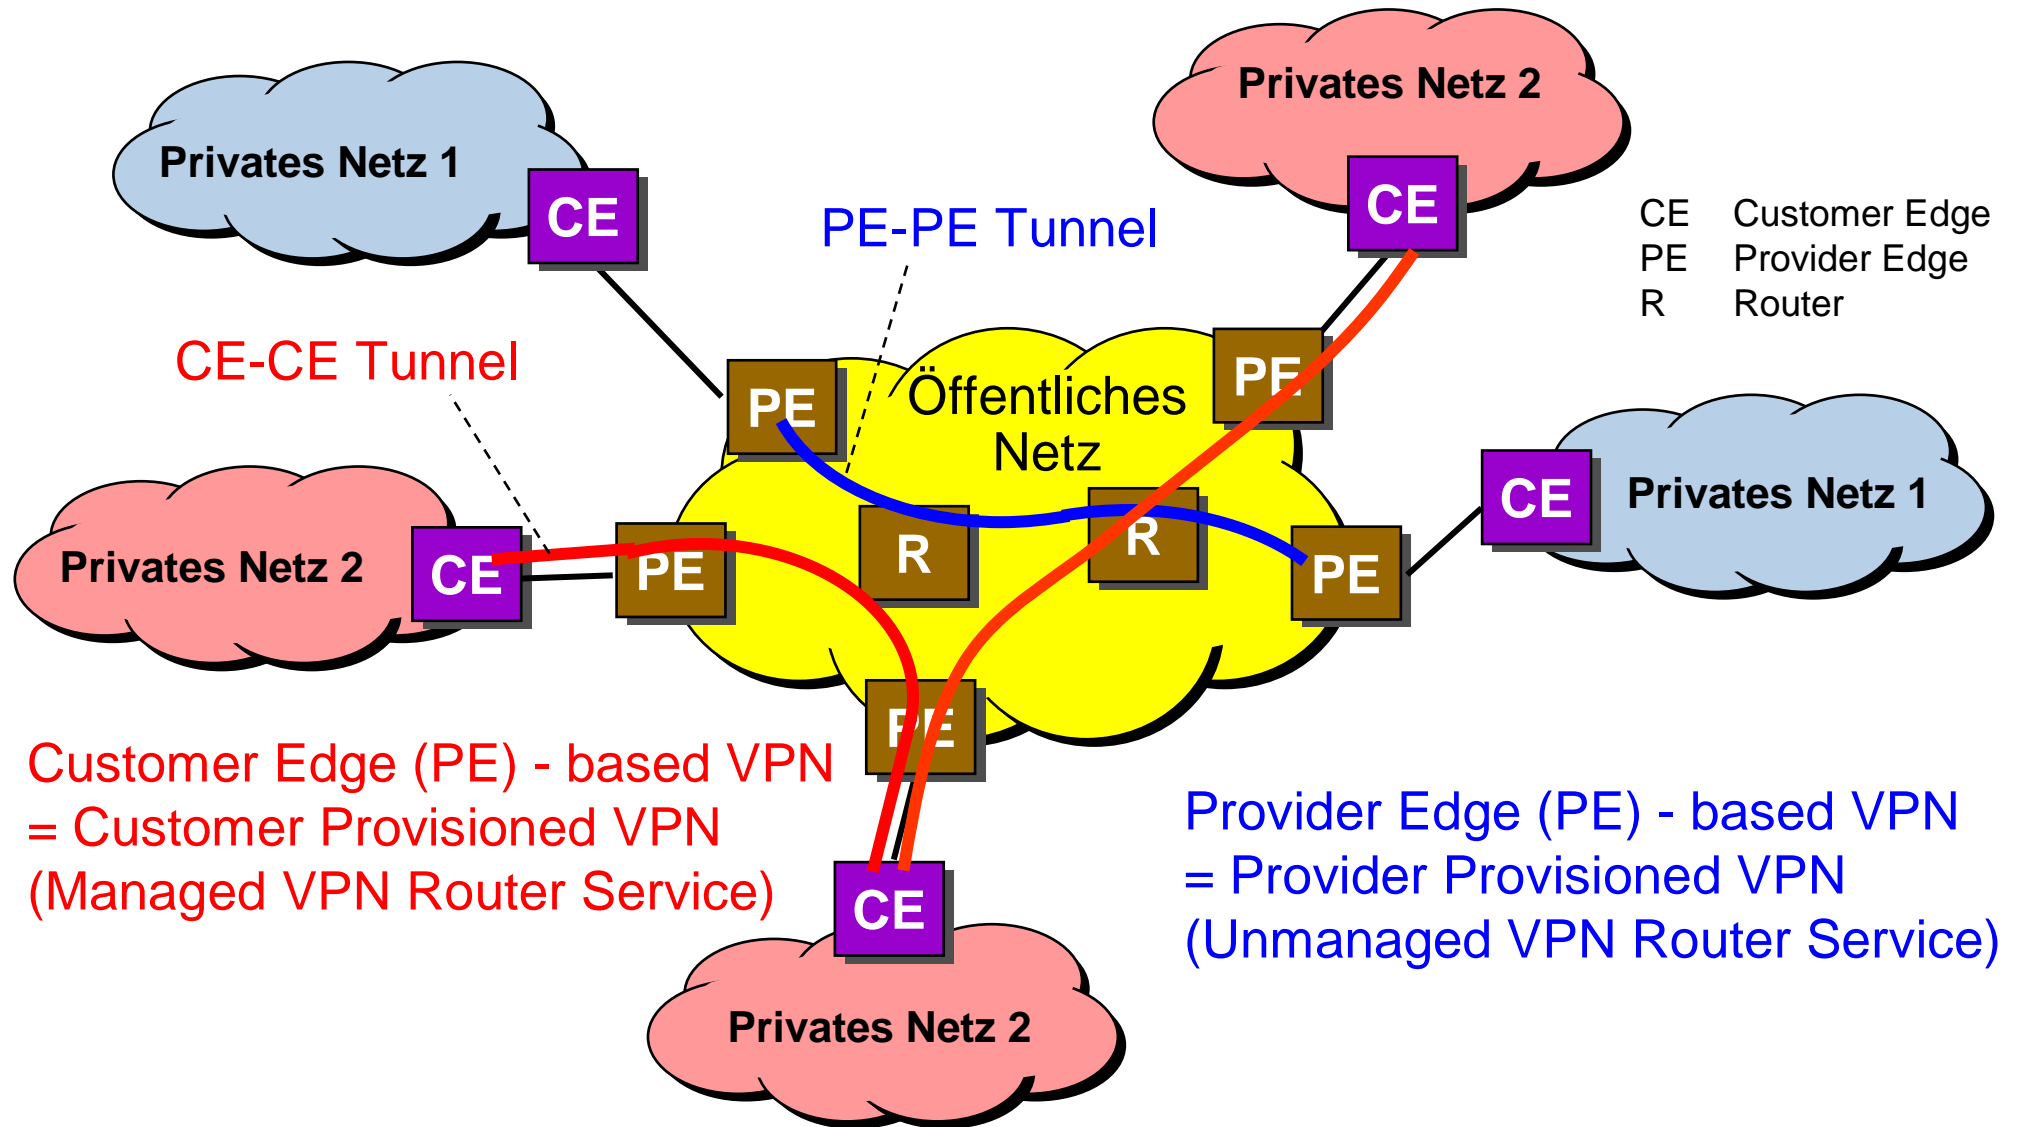 Privates Netz 2
Privates Netz 1
CE
CE
PE-PE Tunnel
CE Customer Edge
PE Provider Edge
R Router
CE-CE Tunnel
PE
Öffentliches
Netz
PE
CE
Privates Netz 1
Privates Netz 2
CE
PE
R
R
PE
PE
Customer Edge (PE) - based VPN
= Customer Provisioned VPN
(Managed VPN Router Service)
Provider Edge (PE) - based VPN
= Provider Provisioned VPN
(Unmanaged VPN Router Service)
CE
Privates Netz 2